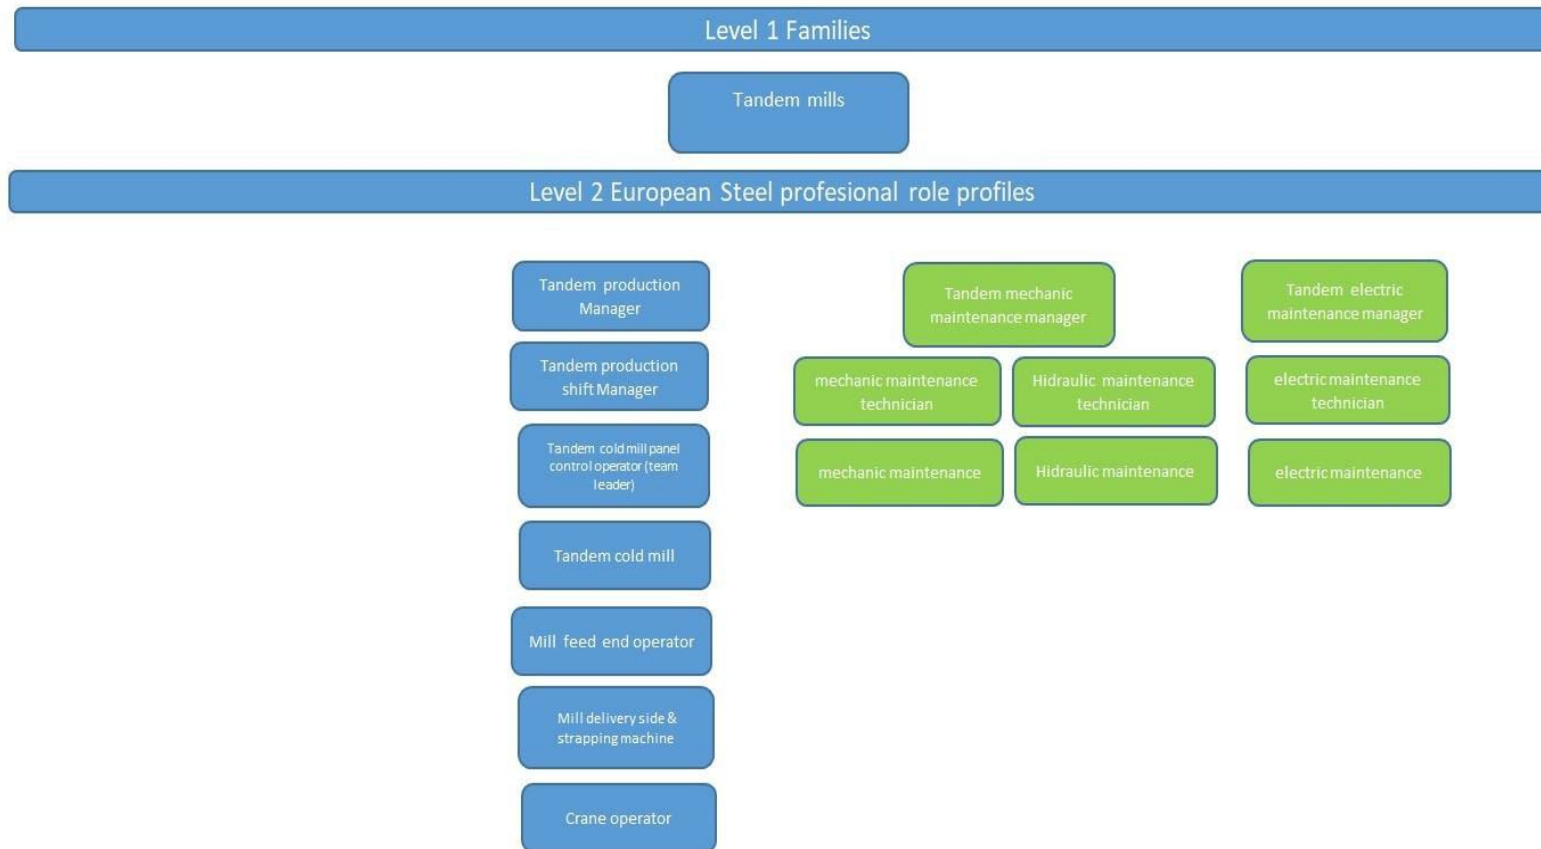 Level 1 Families
Tandem mills
Level 2 European Steel profesional role profiles
Tandem production
Manager
Tandem production
shift Manager
Tandem cold mill panel
control operator (team
leader)
Tandem cold mill
Mill feed end operator
Mill delivery side &
strapping machine
Crane operator
Tandem mechanic
maintenance manager
mechanic maintenance
technician
Hidraulic maintenance
technician
mechanic maintenance
Hidraulic maintenance
Tandem electric
maintenance manager
electric maintenance
technician
electric maintenance